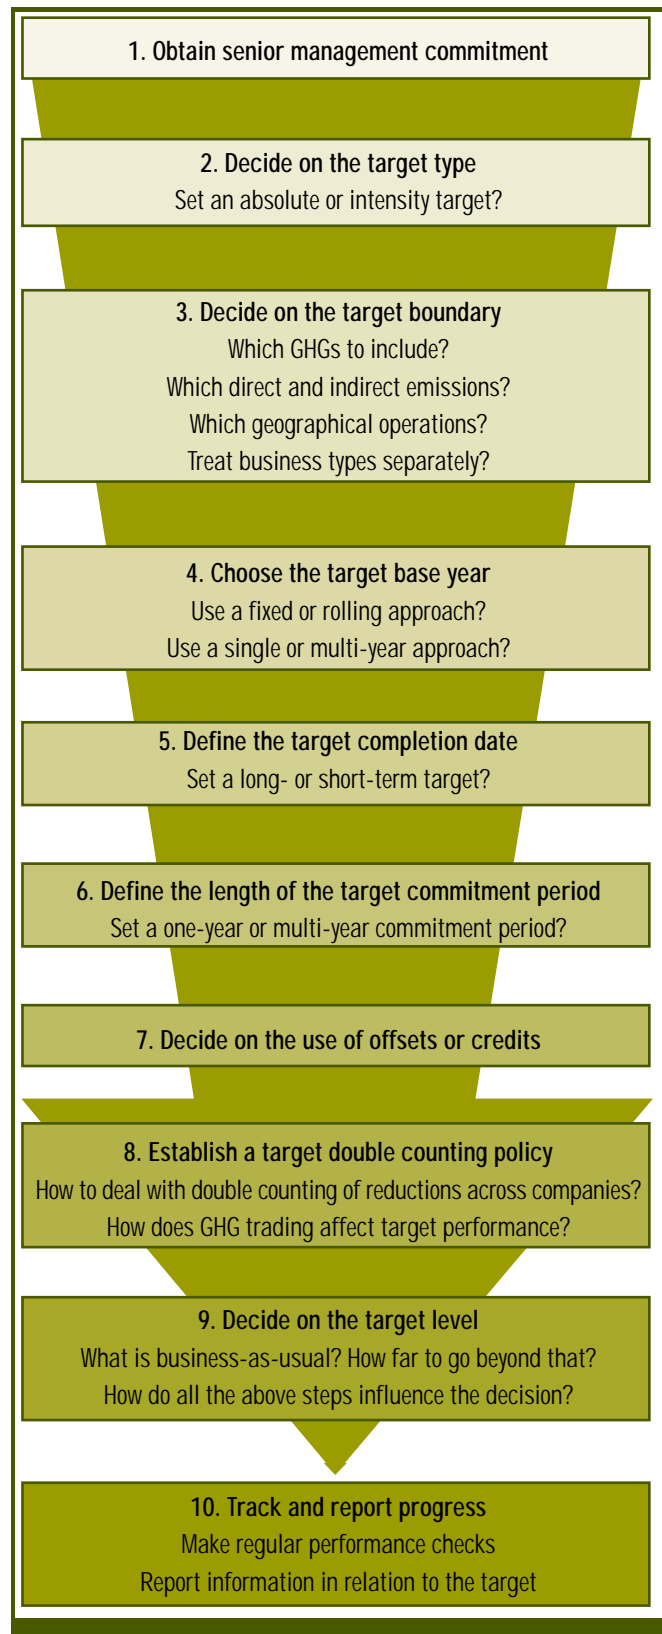 1. Obtain senior management commitment
2. Decide on the target type
Set an absolute or intensity target?
3. Decide on the target boundary
Which GHGs to include?
Which direct and indirect emissions?
Which geographical operations?
Treat business types separately?
4. Choose the target base year
Use a fixed or rolling approach?
Use a single or multi-year approach?
5. Define the target completion date
Set a long- or short-term target?
6. Define the length of the target commitment period
Set a one-year or multi-year commitment period?
7. Decide on the use of offsets or credits
8. Establish a target double counting policy
How to deal with double counting of reductions across companies?
How does GHG trading affect target performance?
9. Decide on the target level
What is business-as-usual? How far to go beyond that?
How do all the above steps influence the decision?
10. Track and report progress
Make regular performance checks
Report information in relation to the target